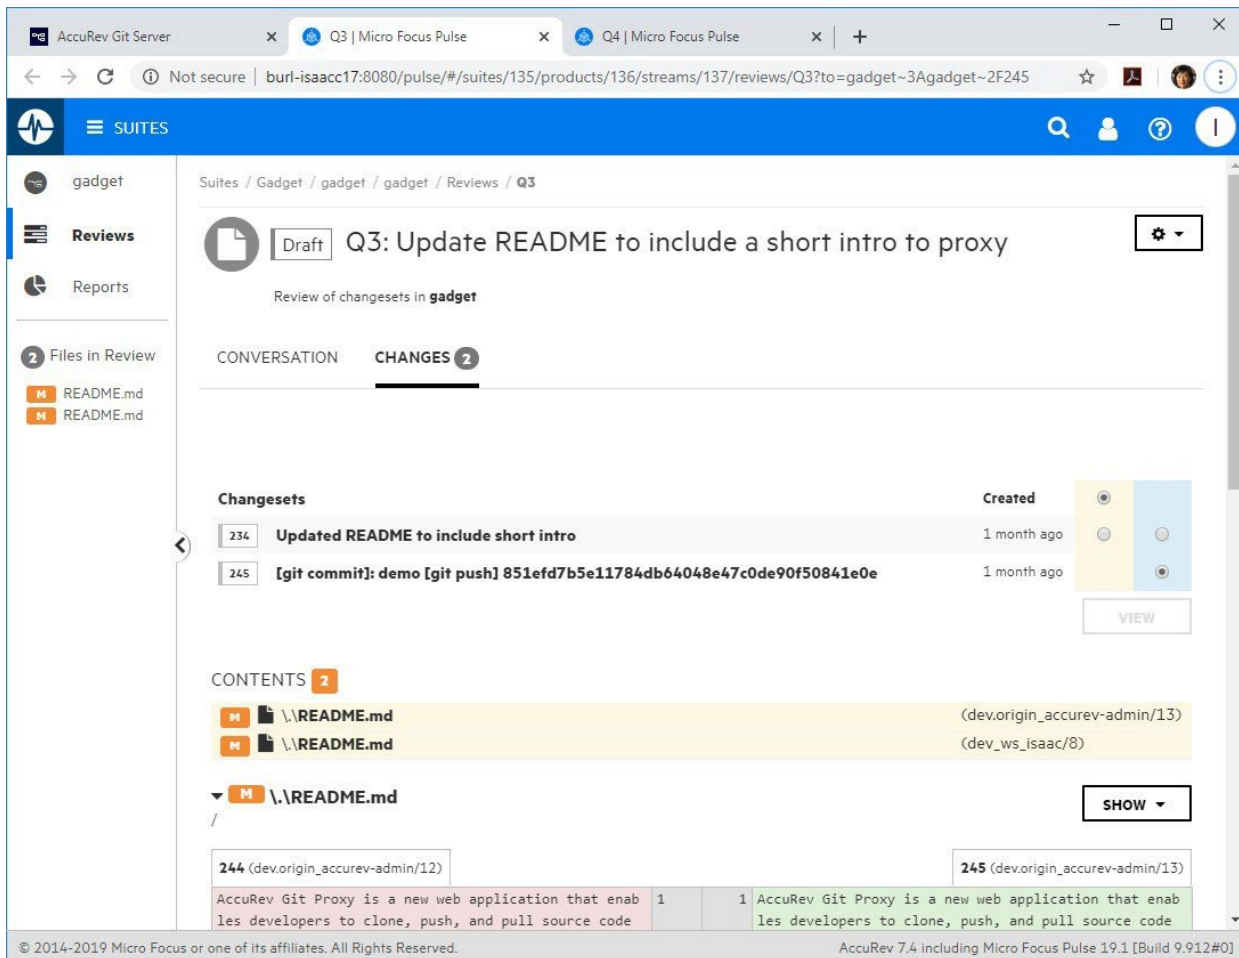 AccuRev Git Server
Q3 | Micro Focus Pulse
Q4 | Micro Focus Pulse
Not secure | burl-isaacc17:8080/pulse/#/suites/135/products/136/streams/137/reviews/Q3?to=gadget~3Agadget~2F245
SUITES
I
gadget
Reviews
Reports
2 Files in Review
M README.md
M README.md
Suites / Gadget / gadget / gadget / Reviews / Q3
Draft Q3: Update README to include a short intro to proxy
Review of changesets in gadget
CONVERSATION CHANGES 2
Changesets Created
234 Updated README to include short intro 1 month ago
245 [git commit]: demo [git push] 851efd7b5e11784db64048e47c0de90f50841e0e 1 month ago
VIEW
CONTENTS 2
M \.\README.md (dev.origin_accurev-admin/13)
M \.\README.md (dev_ws_isaac/8)
M \.\README.md SHOW
/
244 (dev.origin_accurev-admin/12) 245 (dev.origin_accurev-admin/13)
AccuRev Git Proxy is a new web application that enab 1 1 AccuRev Git Proxy is a new web application that enab
les developers to clone, push, and pull source code les developers to clone, push, and pull source code
© 2014-2019 Micro Focus or one of its affiliates. All Rights Reserved. AccuRev 7.4 including Micro Focus Pulse 19.1 [Build 9.912#0]